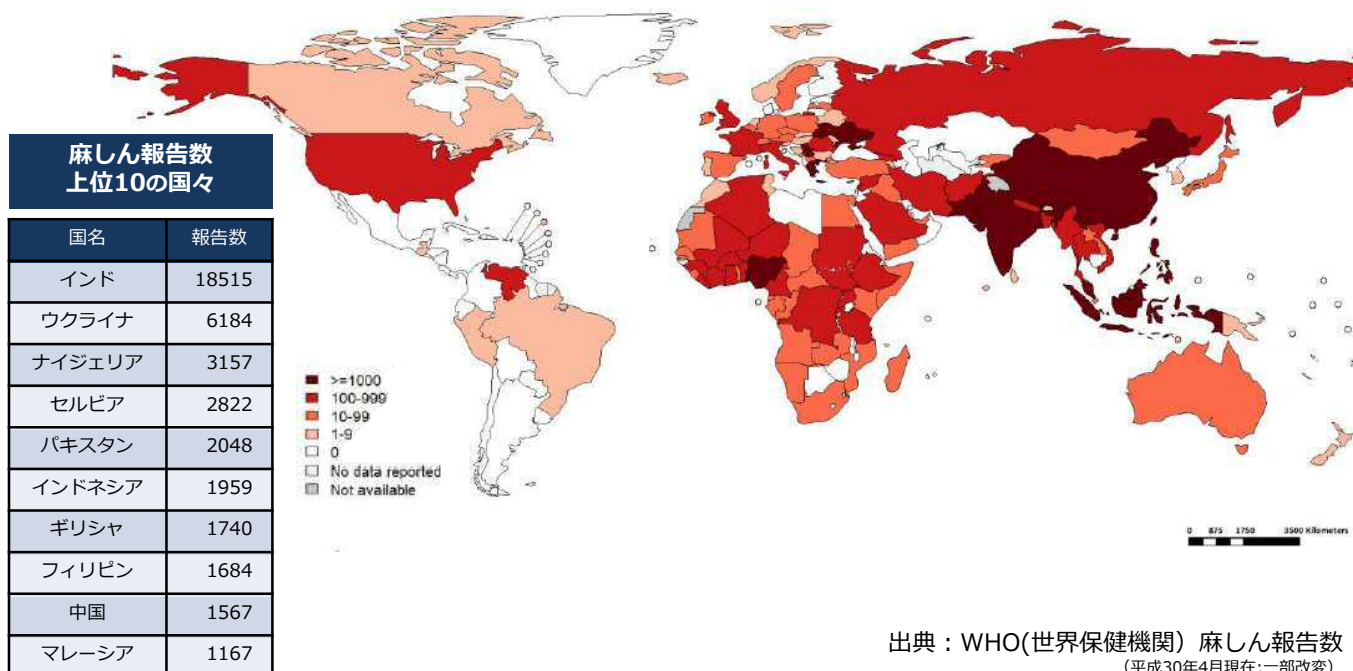 麻しん報告数
上位10の国々
国名 報告数
インド 18515
ウクライナ 6184
ナイジェリア 3157
セルビア 2822
パキスタン 2048
インドネシア 1959
ギリシャ 1740
フィリピン 1684
中国 1567
マレーシア 1167
>=1000
100-999
10-99
1-9
0
No data reported
Not available
0 875 1750 3500 Kilometers
出典：WHO(世界保健機関）麻しん報告数
（平成30年4月現在:一部改変）